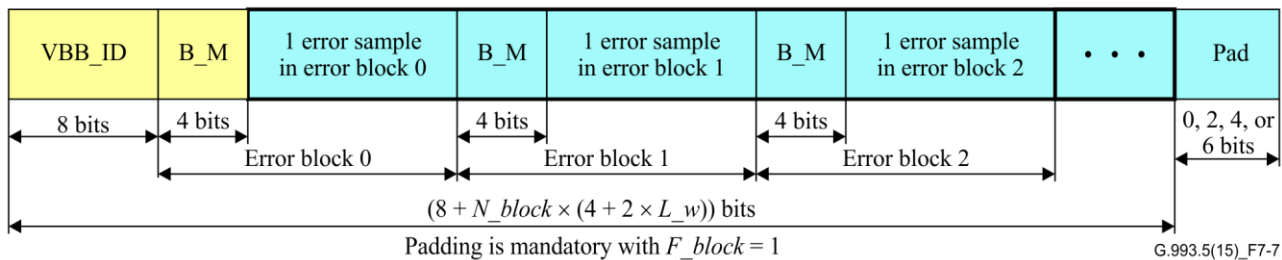 VBB_ID
B_M
1 error sample
in error block 0
B_M
1 error sample
in error block 1
B_M
1 error sample
in error block 2
• • •
Pad
8 bits
4 bits
4 bits
4 bits
0, 2, 4, or
6 bits
Error block 0
Error block 1
Error block 2
(8 + N_block × (4 + 2 × L_w)) bits
Padding is mandatory with F_block = 1
G.993.5(15)_F7-7